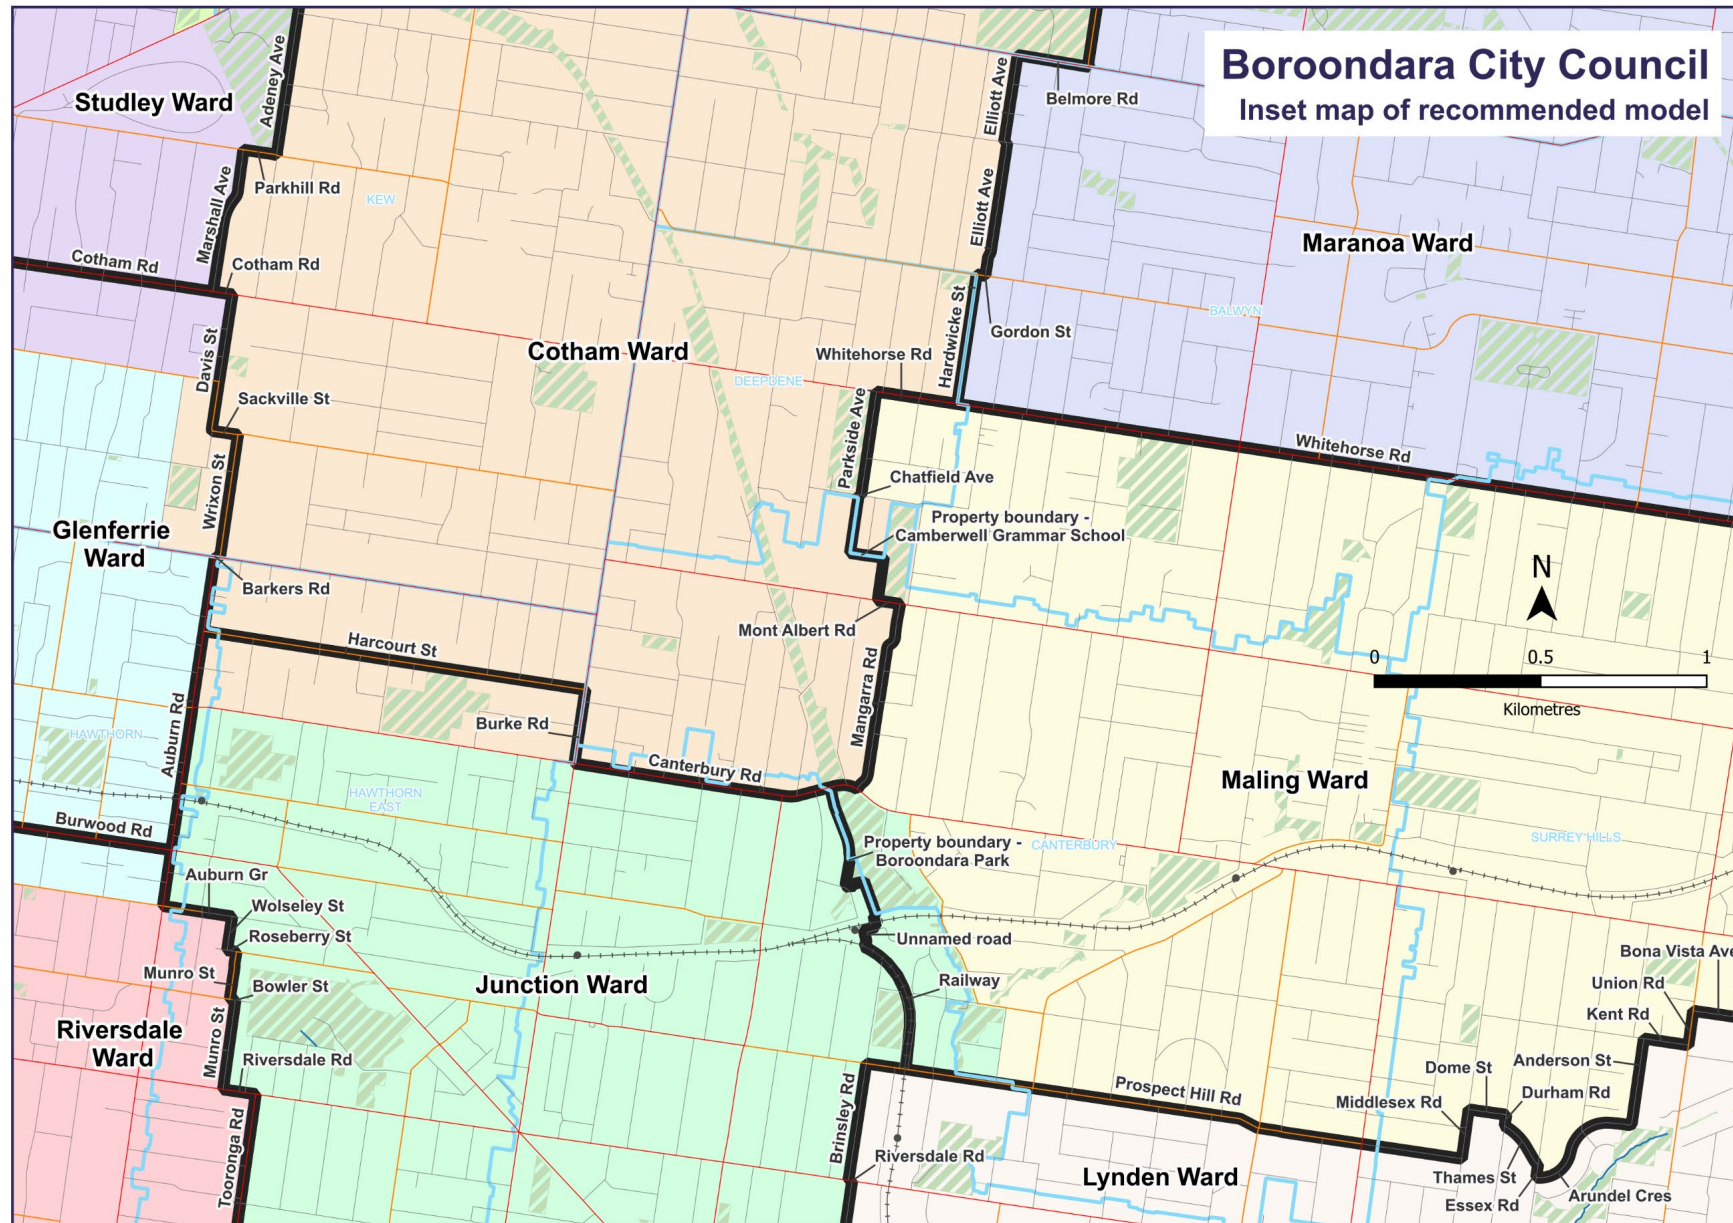 Boroondara City Council
Inset map of recommended model
Studley Ward
Adeney Ave
Elliott Ave
Belmore Rd
Parkhill Rd
KEW
Marshall Ave
Elliott Ave
Maranoa Ward
Cotham Rd
Cotham Rd
Hardwicke St
Gordon St
BALWYN
Davis St
Cotham Ward
Whitehorse Rd
DEEPDENE
Sackville St
Parkside Ave
Whitehorse Rd
Wrixon St
Chatfield Ave
Glenferrie
Ward
Property boundary -
Camberwell Grammar School
N
Barkers Rd
Mont Albert Rd
Harcourt St
0
0.5
1
Kilometres
Mangarra Rd
Auburn Rd
Burke Rd
HAWTHORN
Canterbury Rd
Maling Ward
HAWTHORN
EAST
Burwood Rd
Property boundary -
Boroondara Park
CANTERBURY
SURREY HILLS
Auburn Gr
Wolseley St
Roseberry St
Unnamed road
Bona Vista Ave
Munro St
Bowler St
Junction Ward
Railway
Union Rd
Kent Rd
Riversdale
Ward
Munro St
Riversdale Rd
Anderson St
Dome St
Durham Rd
Brinsley Rd
Prospect Hill Rd
Middlesex Rd
Tooronga Rd
Riversdale Rd
Lynden Ward
Thames St
Essex Rd
Arundel Cres